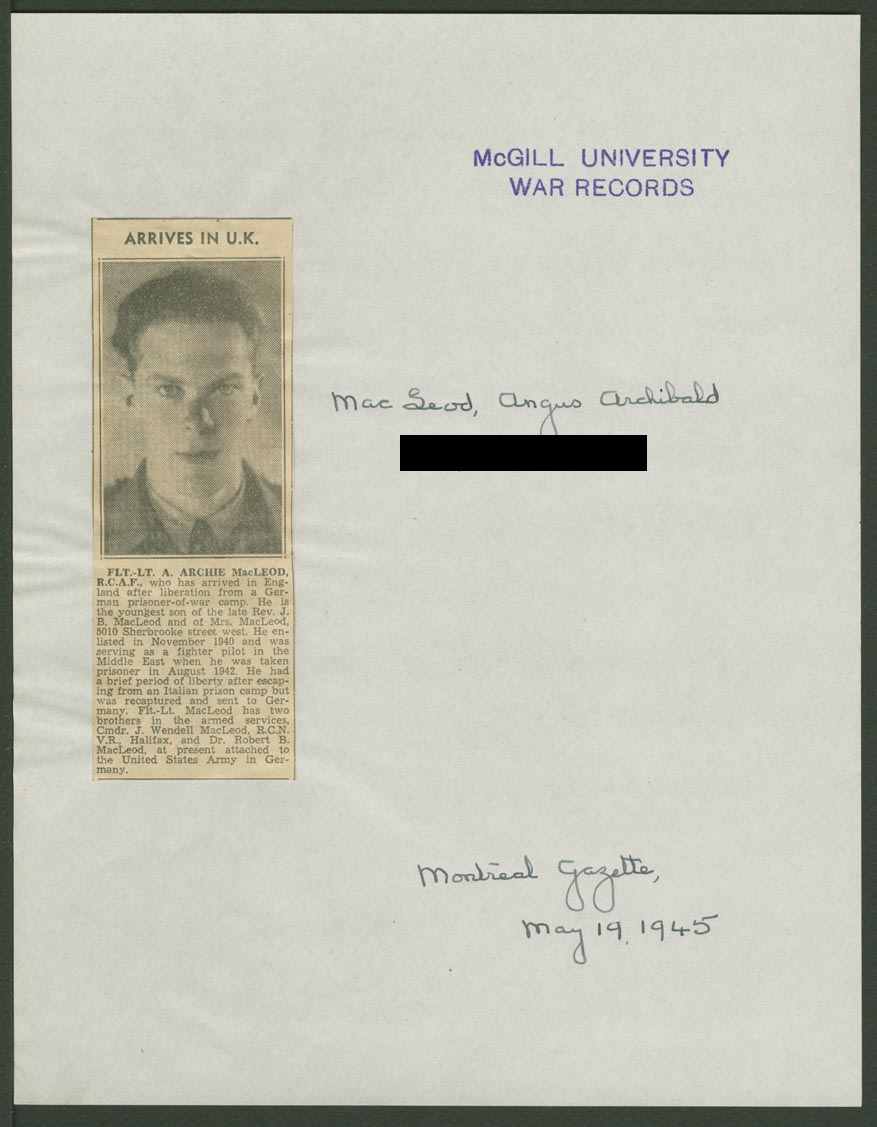 McGILL UNIVERSITY
WAR RECORDS
ARRIVES IN U.K.
Mac Leod, Angus Archibald
FLT.-LT. A. ARCHIE MacLEOD,
R.C.A.F., who has arrived in Eng-
land after liberation from a Ger-
man prisoner-of-war camp. He is
the youngest son of the late Rev. J.
B. MacLeod and of Mrs. MacLeod,
5010 Sherbrooke street west. He en-
listed in November 1940 and was
serving as a fighter pilot in the
Middle East when he was taken
prisoner in August 1942. He had
a brief period of liberty after escap-
ing from an Italian prison camp but
was recaptured and sent to Ger-
many. Flt.-Lt. MacLeod has two
brothers in the armed services,
Cmdr. J. Wendell MacLeod, R.C.N.
V.R., Halifax, and Dr. Robert B.
MacLeod, at present attached to
the United States Army in Ger-
many.
Montreal Gazette,
May 19, 1945